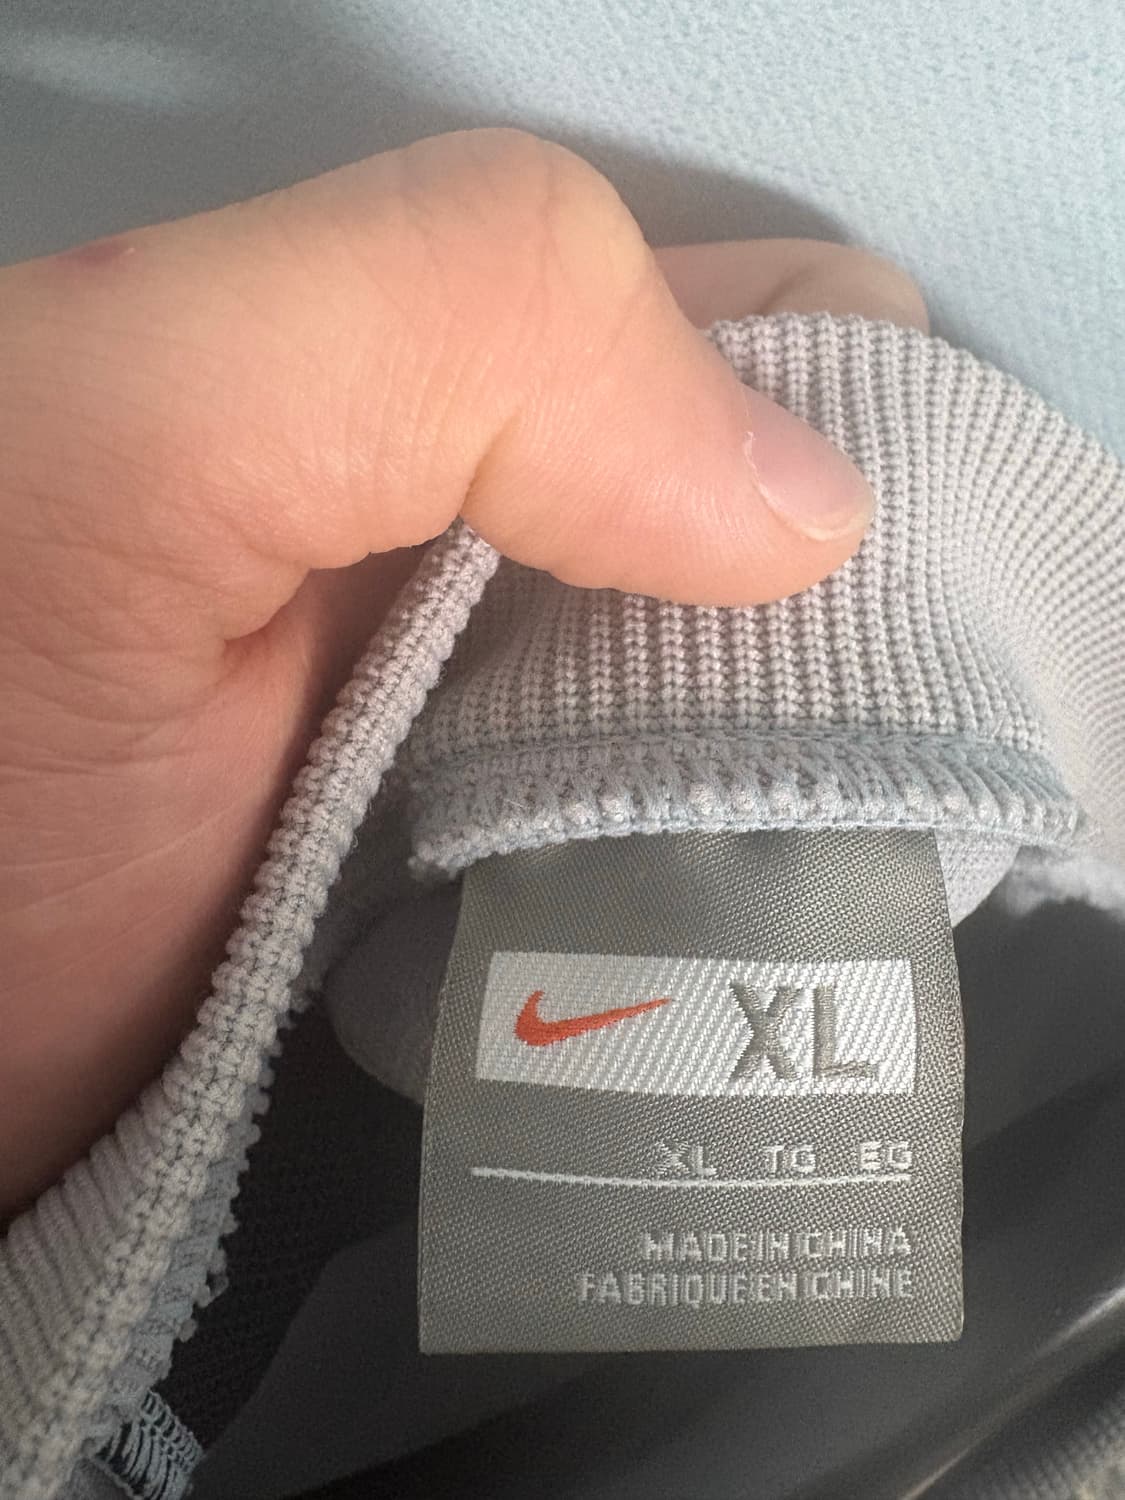 XL
XL TG EG
MADE IN CHINA
FABRIQUE EN CHINE